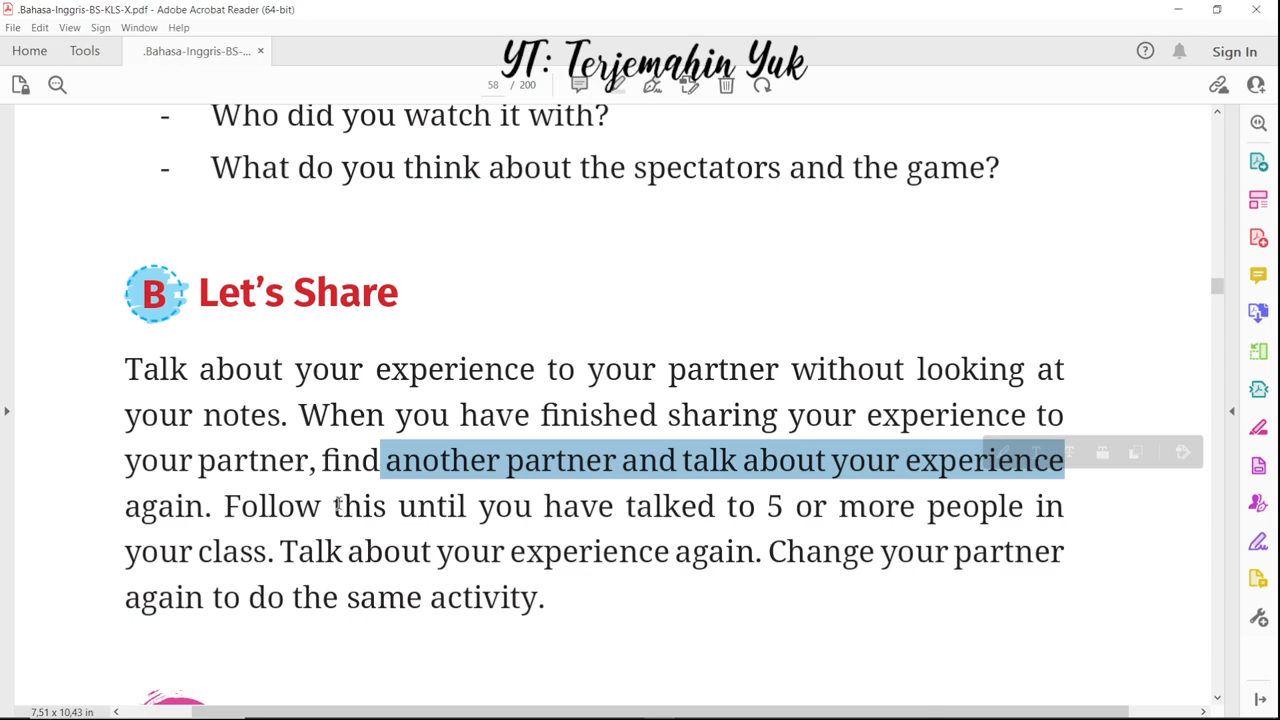 .Bahasa-Inggris-BS-KLS-X.pdf - Adobe Acrobat Reader (64-bit)
File Edit View Sign Window Help
Home Tools .Bahasa-Inggris-BS-... × Sign In
YT: Terjemahin Yuk
58 / 200
- Who did you watch it with?
- What do you think about the spectators and the game?
B Let's Share
Talk about your experience to your partner without looking at
your notes. When you have finished sharing your experience to
your partner, find another partner and talk about your experience
again. Follow this until you have talked to 5 or more people in
your class. Talk about your experience again. Change your partner
again to do the same activity.
7,51 x 10,43 in